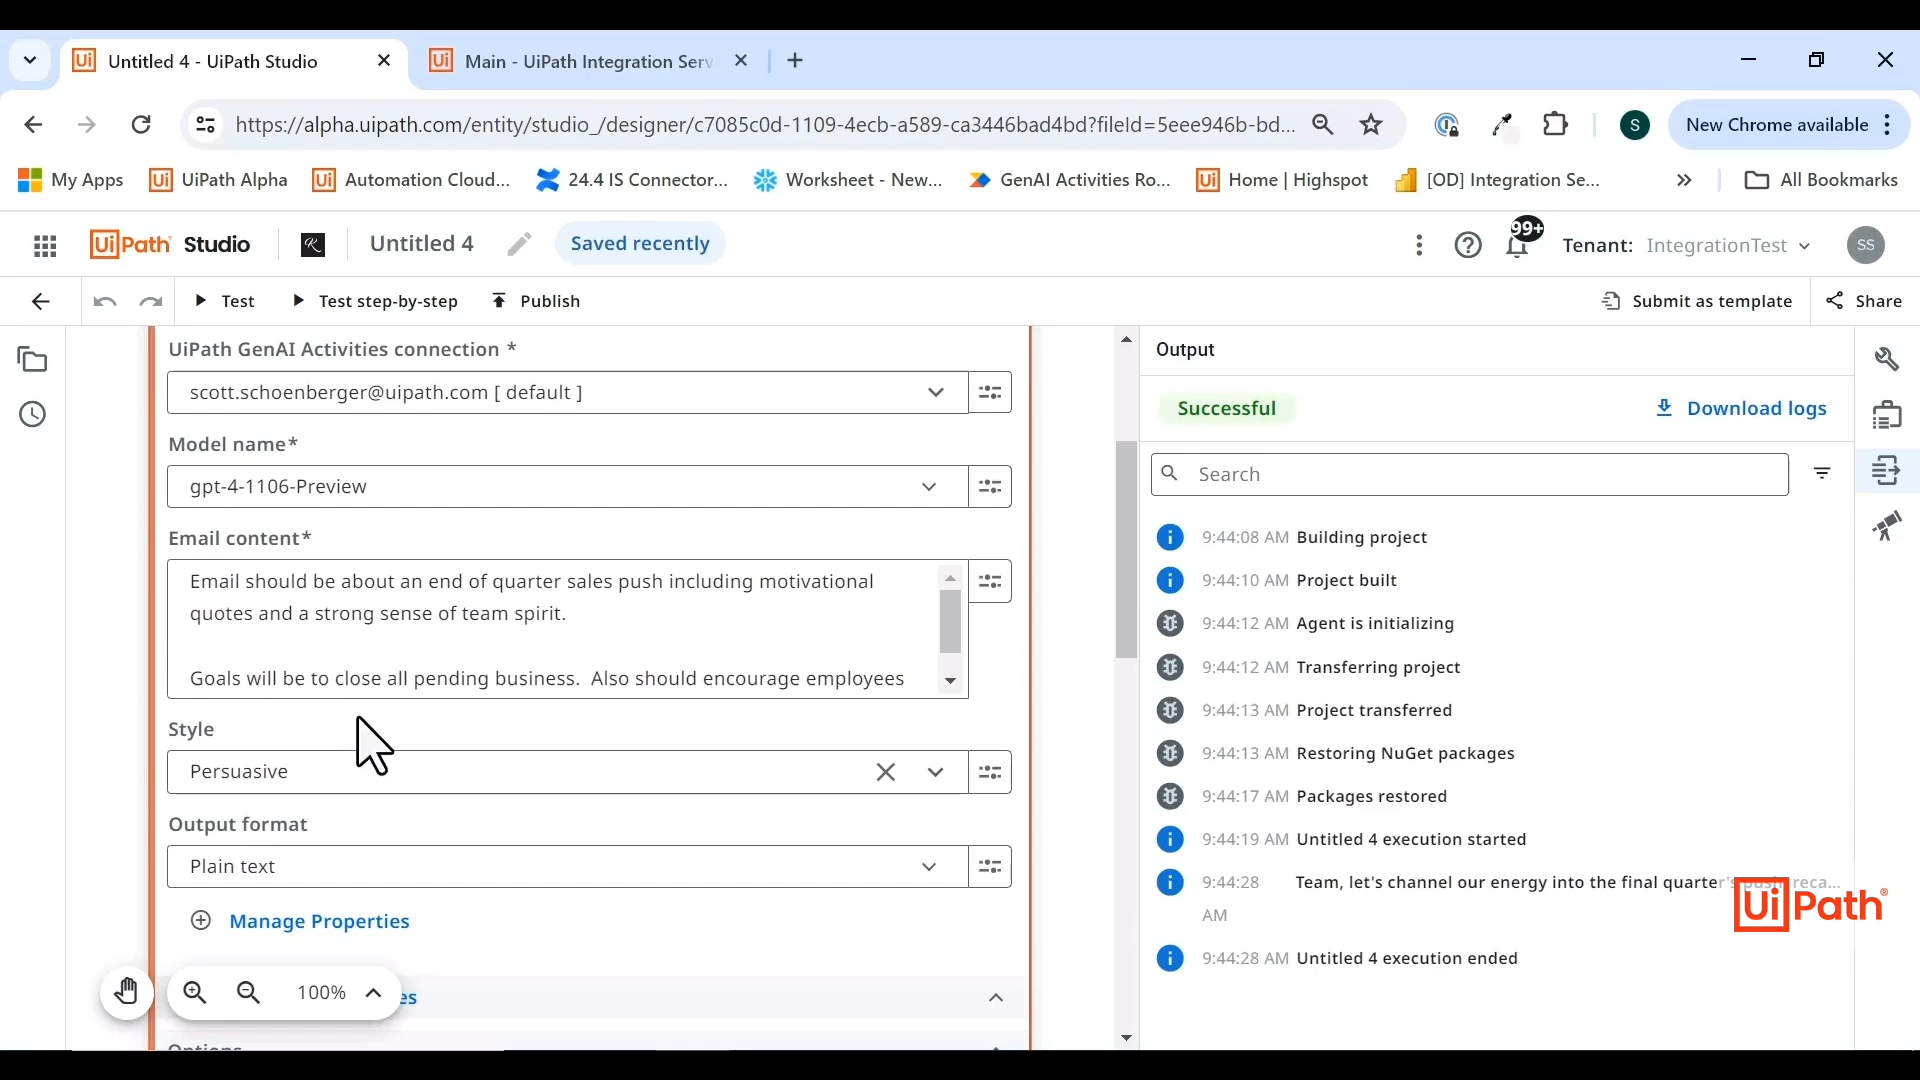 Untitled 4 - UiPath Studio
Main - UiPath Integration Serv
https://alpha.uipath.com/entity/studio_/designer/c7085c0d-1109-4ecb-a589-ca3446bad4bd?fileId=5eee946b-bd...
S
New Chrome available
My Apps
UiPath Alpha
Automation Cloud...
24.4 IS Connector...
Worksheet - New...
GenAI Activities Ro...
Home | Highspot
[OD] Integration Se...
All Bookmarks
UiPath Studio
Untitled 4
Saved recently
99+
Tenant: IntegrationTest
SS
Test
Test step-by-step
Publish
Submit as template
Share
UiPath GenAI Activities connection *
scott.schoenberger@uipath.com [ default ]
Model name*
gpt-4-1106-Preview
Email content*
Email should be about an end of quarter sales push including motivational
quotes and a strong sense of team spirit.
Goals will be to close all pending business.  Also should encourage employees
Style
Persuasive
Output format
Plain text
Manage Properties
100%
Options
Output
Successful
Download logs
Search
9:44:08 AM Building project
9:44:10 AM Project built
9:44:12 AM Agent is initializing
9:44:12 AM Transferring project
9:44:13 AM Project transferred
9:44:13 AM Restoring NuGet packages
9:44:17 AM Packages restored
9:44:19 AM Untitled 4 execution started
9:44:28 AM Team, let's channel our energy into the final quarter's push, reca...
9:44:28 AM Untitled 4 execution ended
UiPath®